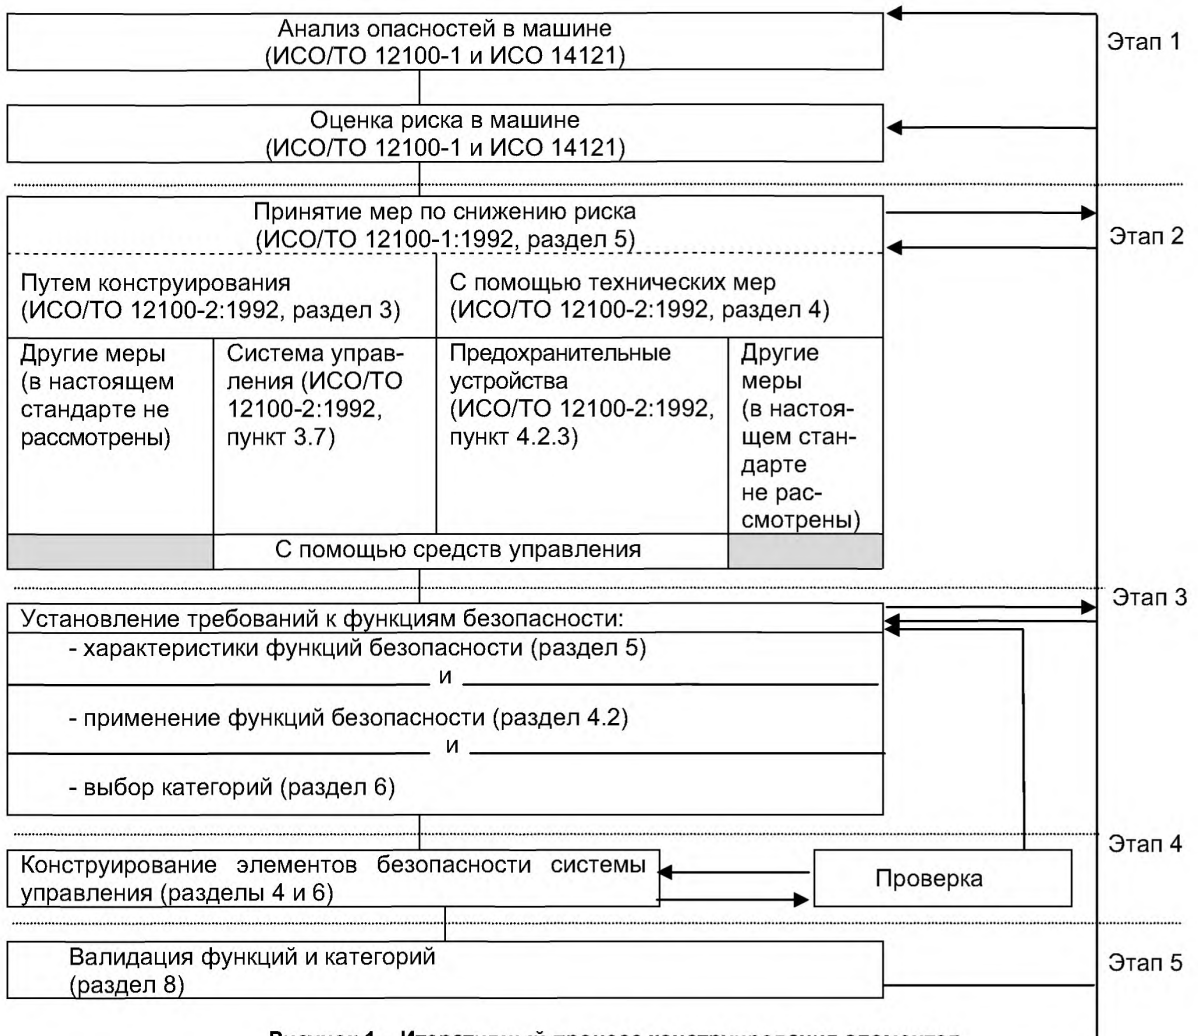 Анализ опасностей в машине
(ИСО/ТО 12100-1 и ИСО 14121)
Этап 1
Оценка риска в машине
(ИСО/ТО 12100-1 и ИСО 14121)
Принятие мер по снижению риска
(ИСО/ТО 12100-1:1992, раздел 5)
Этап 2
Путем конструирования
(ИСО/ТО 12100-2:1992, раздел 3)
С помощью технических мер
(ИСО/ТО 12100-2:1992, раздел 4)
Другие меры
(в настоящем
стандарте не
рассмотрены)
Система управ-
ления (ИСО/ТО
12100-2:1992,
пункт 3.7)
Предохранительные
устройства
(ИСО/ТО 12100-2:1992,
пункт 4.2.3)
Другие
меры
(в настоя-
щем стан-
дарте
не рас-
смотрены)
С помощью средств управления
Этап 3
Установление требований к функциям безопасности:
- характеристики функций безопасности (раздел 5)
и
- применение функций безопасности (раздел 4.2)
и
- выбор категорий (раздел 6)
Этап 4
Конструирование элементов безопасности системы
управления (разделы 4 и 6)
Проверка
Валидация функций и категорий
(раздел 8)
Этап 5
Рисунок 1 – Итеративный процесс конструирования элементов